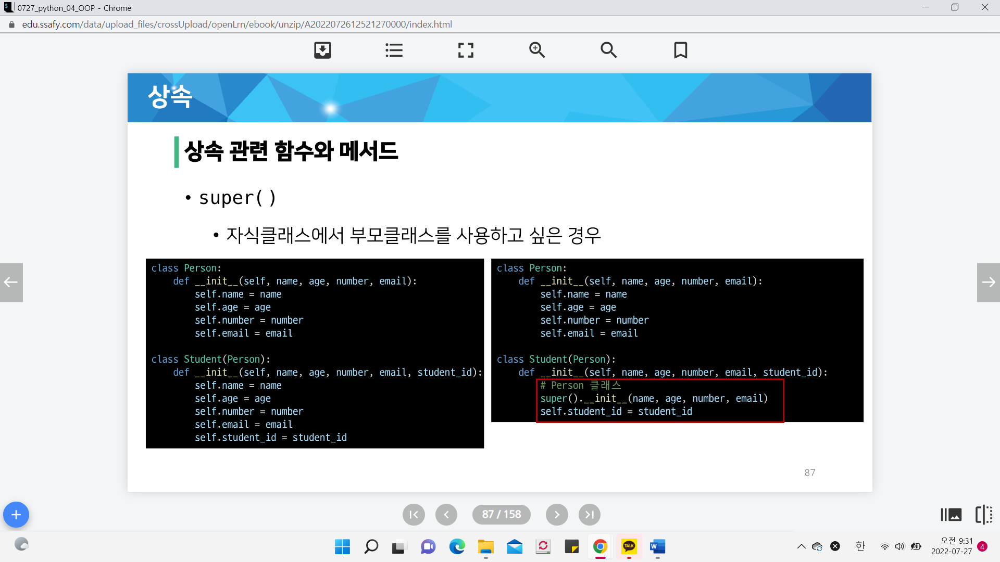 0727_python_04_OOP - Chrome
edu.ssafy.com/data/upload_files/crossUpload/openLrn/ebook/unzip/A2022072612521270000/index.html
상속
상속 관련 함수와 메서드
• super()
• 자식클래스에서 부모클래스를 사용하고 싶은 경우
class Person:
    def __init__(self, name, age, number, email):
        self.name = name
        self.age = age
        self.number = number
        self.email = email
class Student(Person):
    def __init__(self, name, age, number, email, student_id):
        self.name = name
        self.age = age
        self.number = number
        self.email = email
        self.student_id = student_id
class Person:
    def __init__(self, name, age, number, email):
        self.name = name
        self.age = age
        self.number = number
        self.email = email
class Student(Person):
    def __init__(self, name, age, number, email, student_id):
        # Person 클래스
        super().__init__(name, age, number, email)
        self.student_id = student_id
87
87 / 158
TALK
W
한
오전 9:31
2022-07-27
4